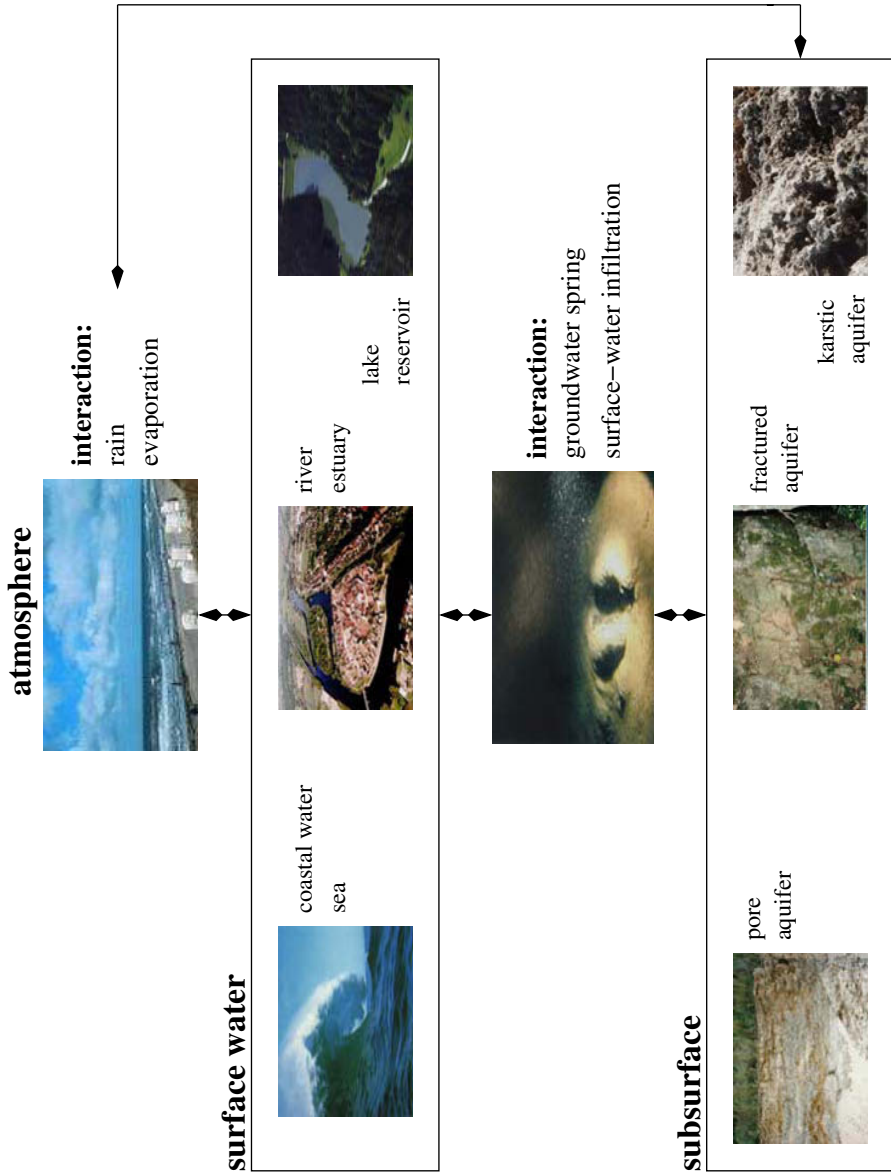 atmosphere
interaction:
rain
evaporation
surface water
coastal water
sea
river
estuary
lake
reservoir
interaction:
groundwater spring
surface−water infiltration
subsurface
pore
aquifer
fractured
aquifer
karstic
aquifer